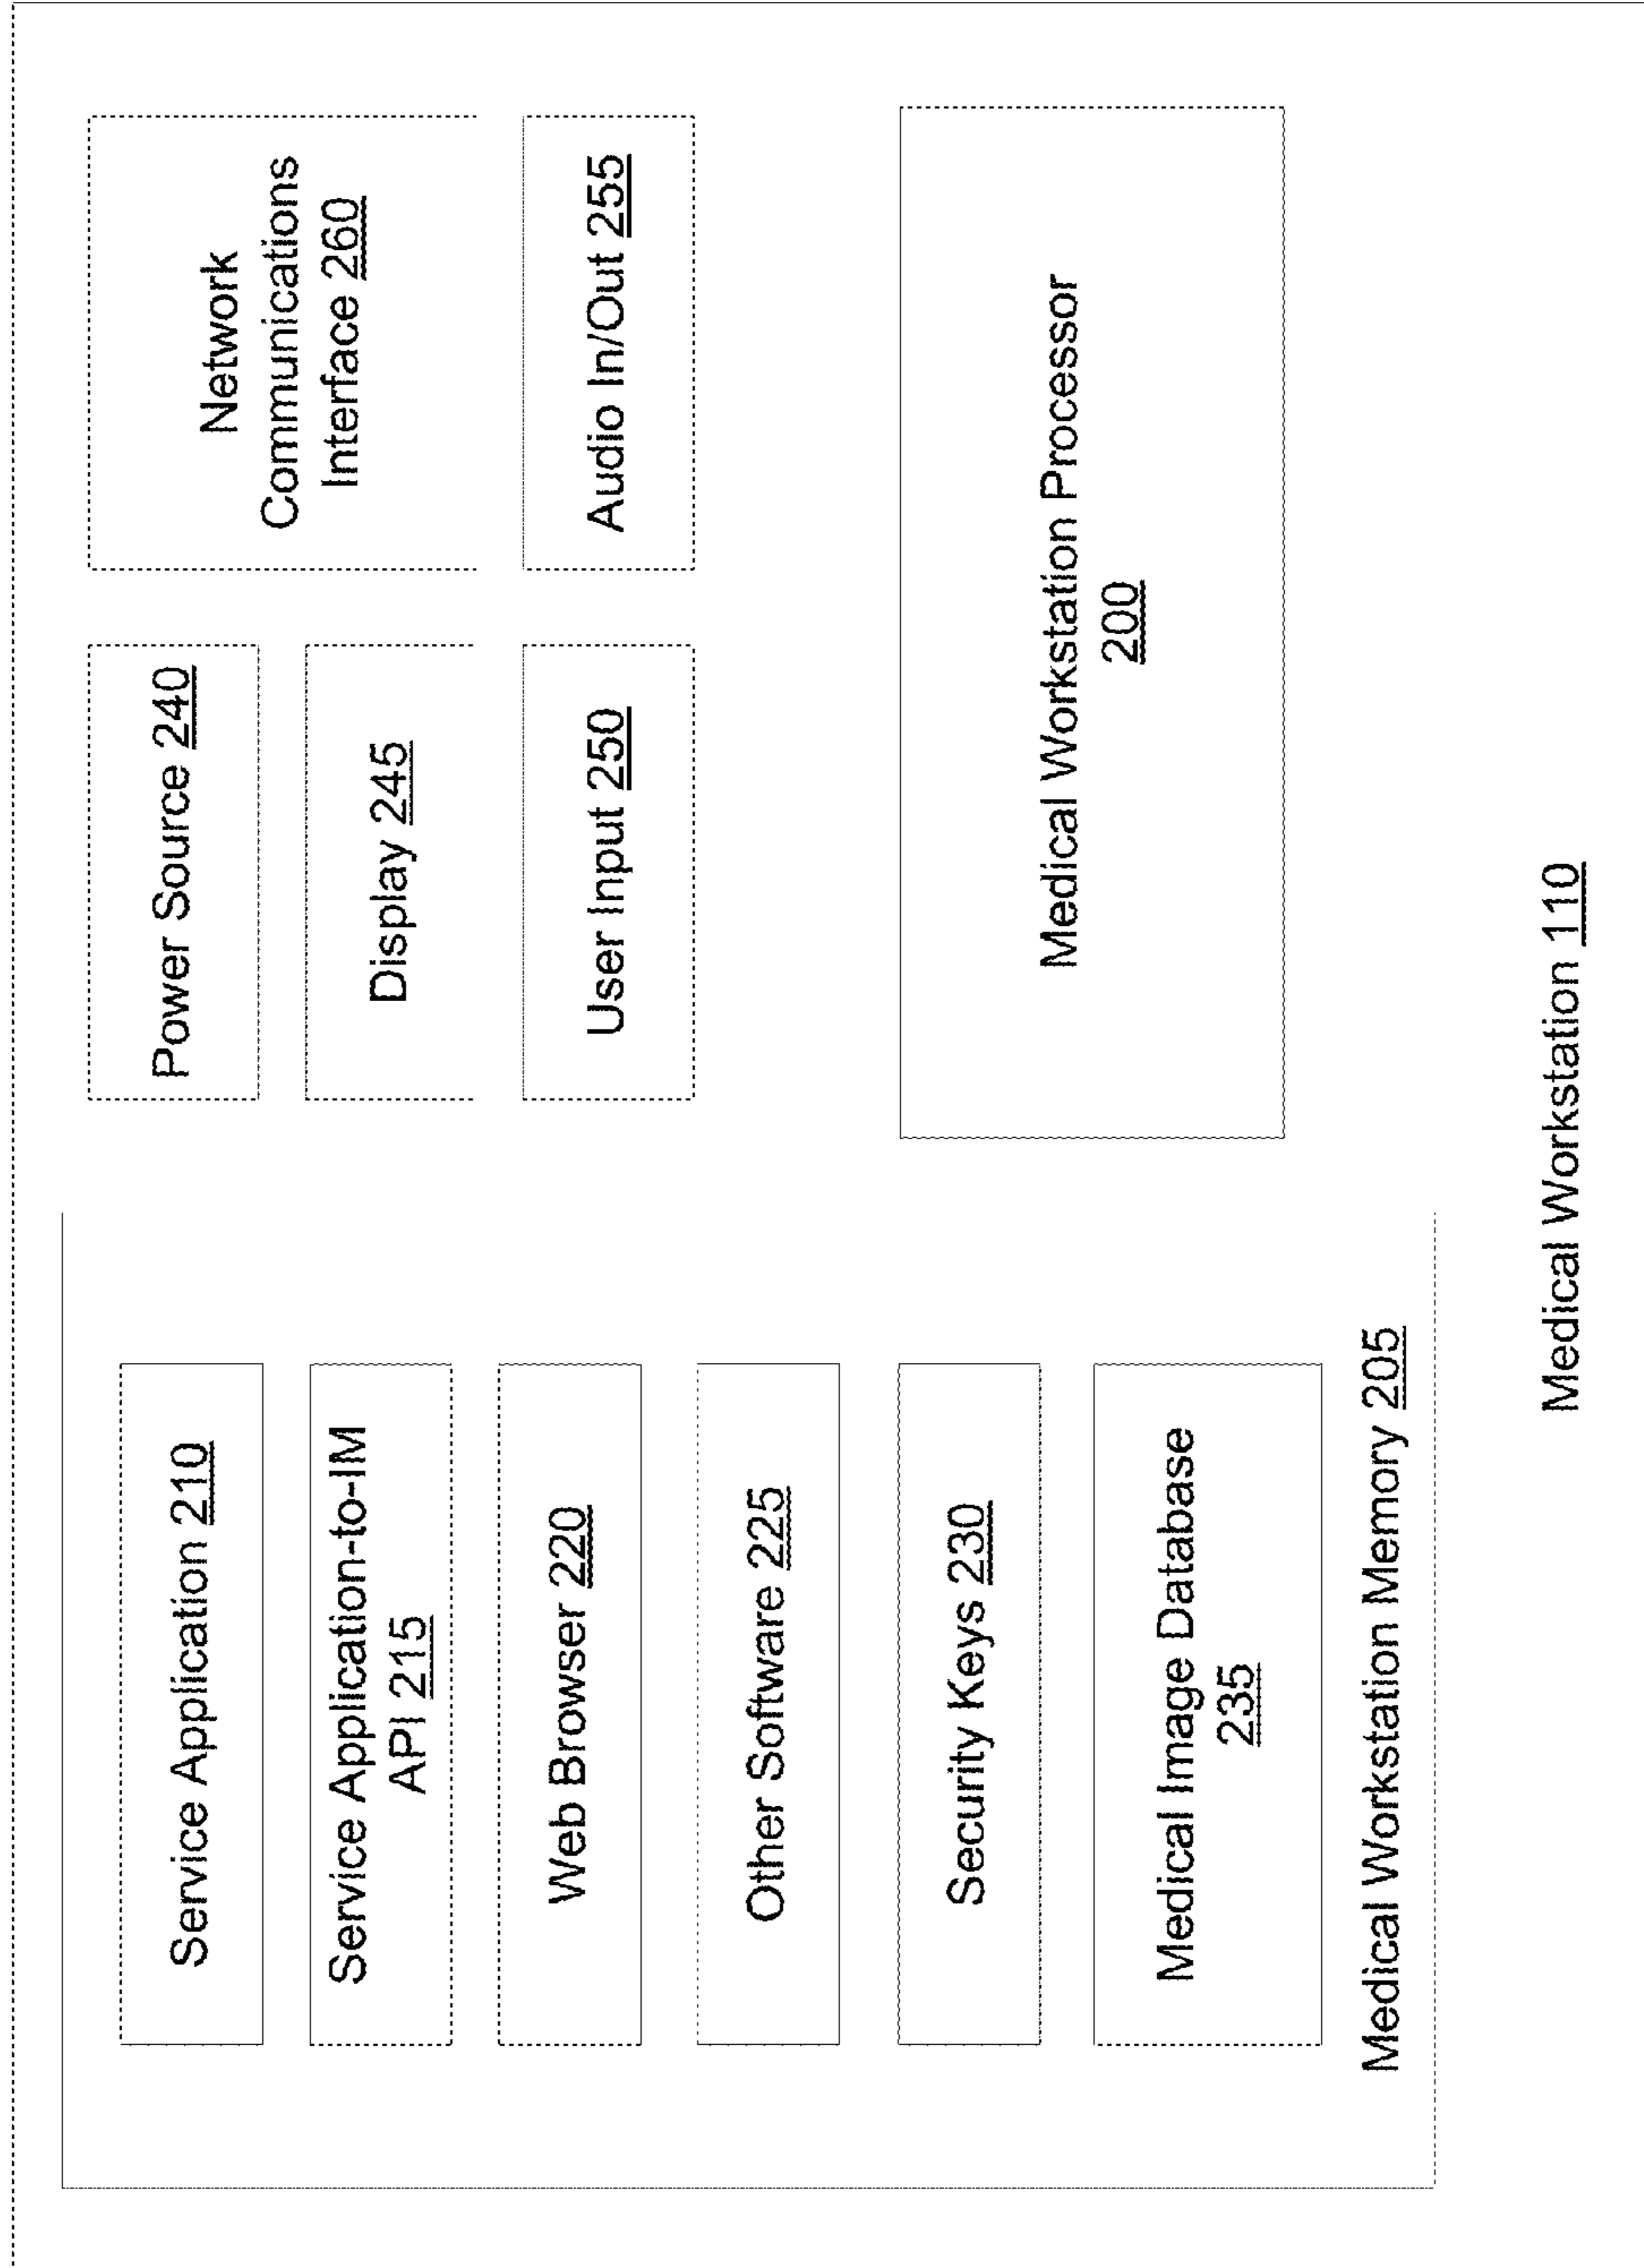 Service Application 210
Service Application-to-IM
API 215
Web Browser 220
Other Software 225
Security Keys 230
Medical Image Database
235
Medical Workstation Memory 205
Power Source 240
Display 245
User Input 250
Network
Communications
Interface 260
Audio In/Out 255
Medical Workstation Processor
200
Medical Workstation 110